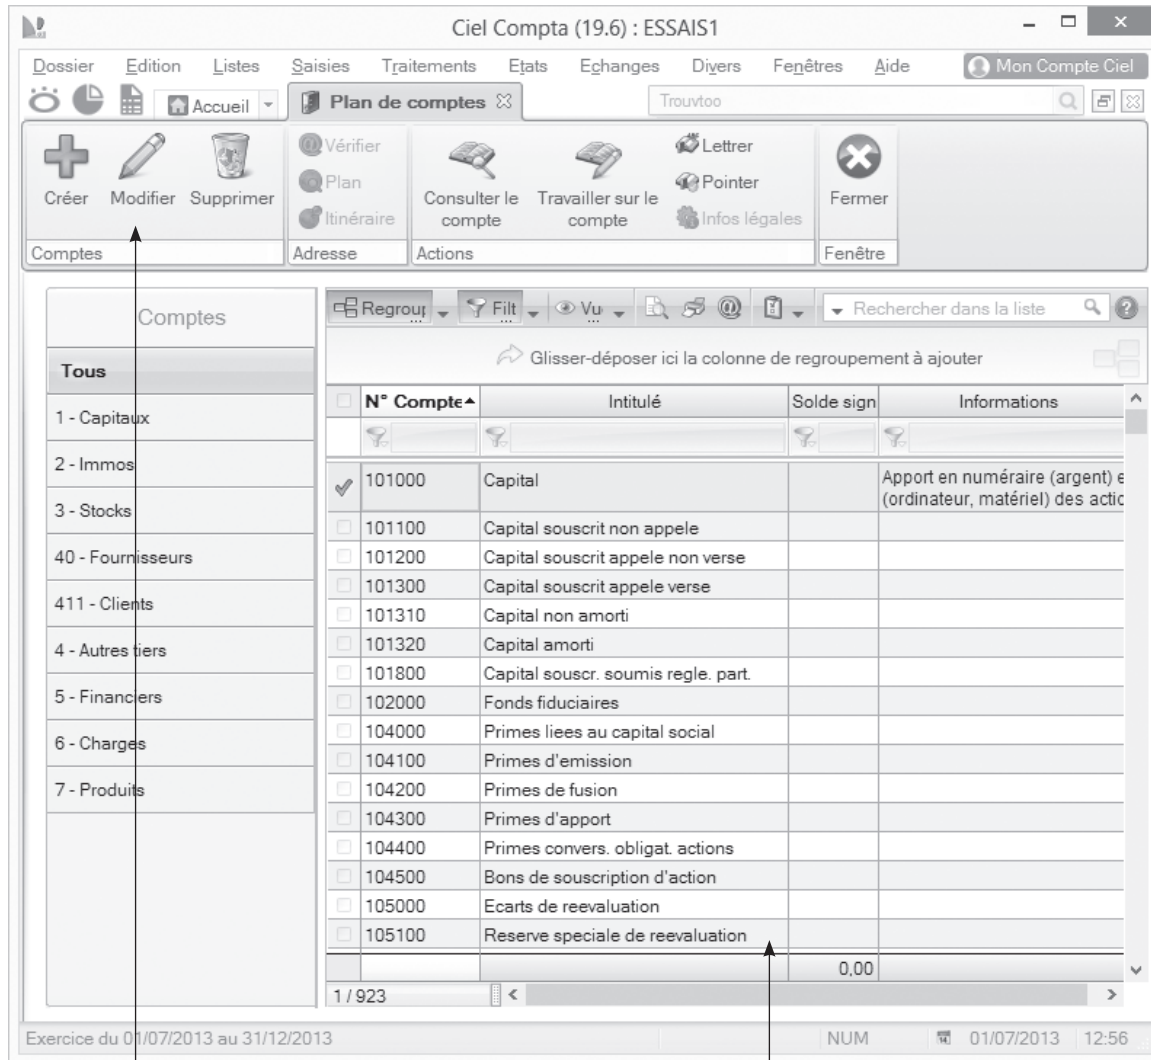 Ciel Compta (19.6) : ESSAIS1
Dossier Edition Listes Saisies Traitements Etats Echanges Divers Fenêtres Aide Mon Compte Ciel
Accueil Plan de comptes Trouvtoo
Créer Modifier Supprimer
Vérifier
Plan
Itinéraire
Consulter le compte
Travailler sur le compte
Lettrer
Pointer
Infos légales
Fermer
Comptes Adresse Actions Fenêtre
Comptes
Tous
1 - Capitaux
2 - Immos
3 - Stocks
40 - Fournisseurs
411 - Clients
4 - Autres tiers
5 - Financiers
6 - Charges
7 - Produits
Regrou Filt Vu Rechercher dans la liste
Glisser-déposer ici la colonne de regroupement à ajouter
N° Compte Intitulé Solde sign Informations
101000 Capital Apport en numéraire (argent) e
(ordinateur, matériel) des actio
101100 Capital souscrit non appele
101200 Capital souscrit appele non verse
101300 Capital souscrit appele verse
101310 Capital non amorti
101320 Capital amorti
101800 Capital souscr. soumis regle. part.
102000 Fonds fiduciaires
104000 Primes liees au capital social
104100 Primes d'emission
104200 Primes de fusion
104300 Primes d'apport
104400 Primes convers. obligat. actions
104500 Bons de souscription d'action
105000 Ecarts de reevaluation
105100 Reserve speciale de reevaluation
0,00
1 / 923
Exercice du 01/07/2013 au 31/12/2013 NUM 01/07/2013 12:56